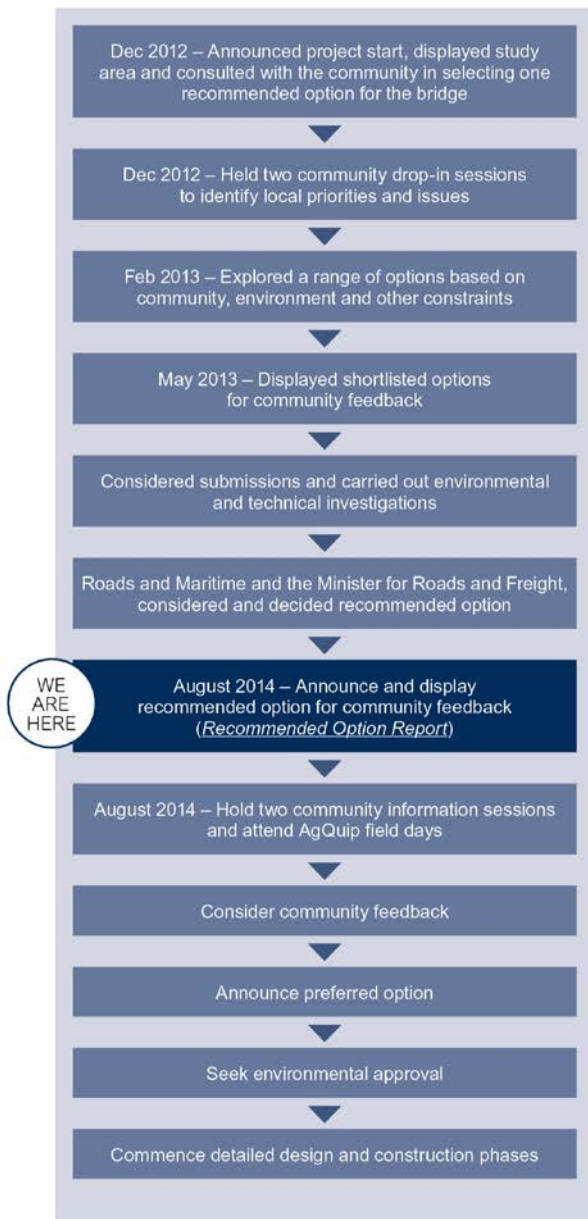 Dec 2012 – Announced project start, displayed study
area and consulted with the community in selecting one
recommended option for the bridge
Dec 2012 – Held two community drop-in sessions
to identify local priorities and issues
Feb 2013 – Explored a range of options based on
community, environment and other constraints
May 2013 – Displayed shortlisted options
for community feedback
Considered submissions and carried out environmental
and technical investigations
Roads and Maritime and the Minister for Roads and Freight,
considered and decided recommended option
WE
ARE
HERE
August 2014 – Announce and display
recommended option for community feedback
(Recommended Option Report)
August 2014 – Hold two community information sessions
and attend AgQuip field days
Consider community feedback
Announce preferred option
Seek environmental approval
Commence detailed design and construction phases